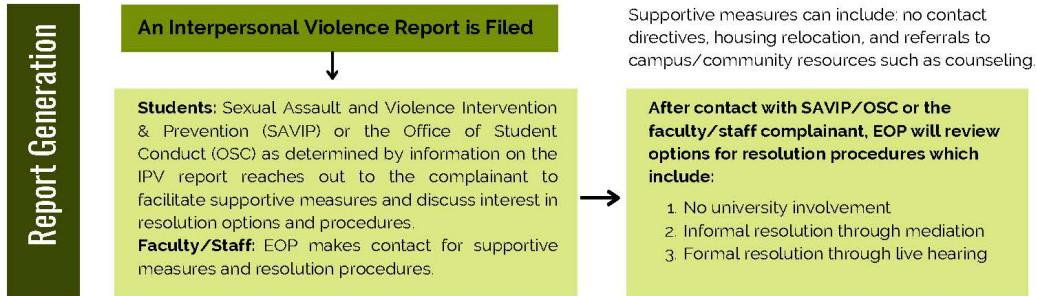 Report Generation
An Interpersonal Violence Report is Filed
Students: Sexual Assault and Violence Intervention
& Prevention (SAVIP) or the Office of Student
Conduct (OSC) as determined by information on the
IPV report reaches out to the complainant to
facilitate supportive measures and discuss interest in
resolution options and procedures.
Faculty/Staff: EOP makes contact for supportive
measures and resolution procedures.
Supportive measures can include: no contact
directives, housing relocation, and referrals to
campus/community resources such as counseling.
After contact with SAVIP/OSC or the
faculty/staff complainant, EOP will review
options for resolution procedures which
include:
1. No university involvement
2. Informal resolution through mediation
3. Formal resolution through live hearing